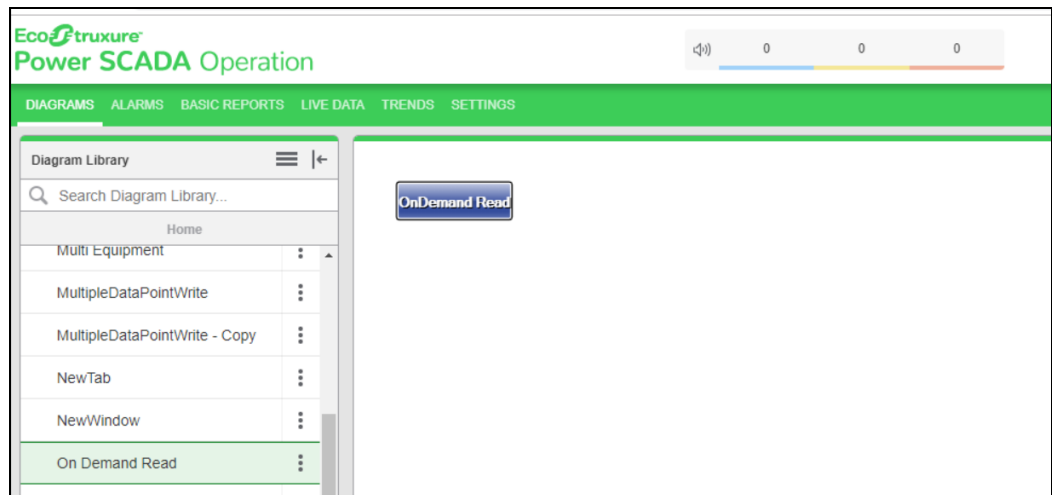 EcoStruxure™
Power SCADA Operation
0 0 0
DIAGRAMS ALARMS BASIC REPORTS LIVE DATA TRENDS SETTINGS
Diagram Library
Search Diagram Library...
Home
Multi Equipment
MultipleDataPointWrite
MultipleDataPointWrite - Copy
NewTab
NewWindow
On Demand Read
OnDemand Read